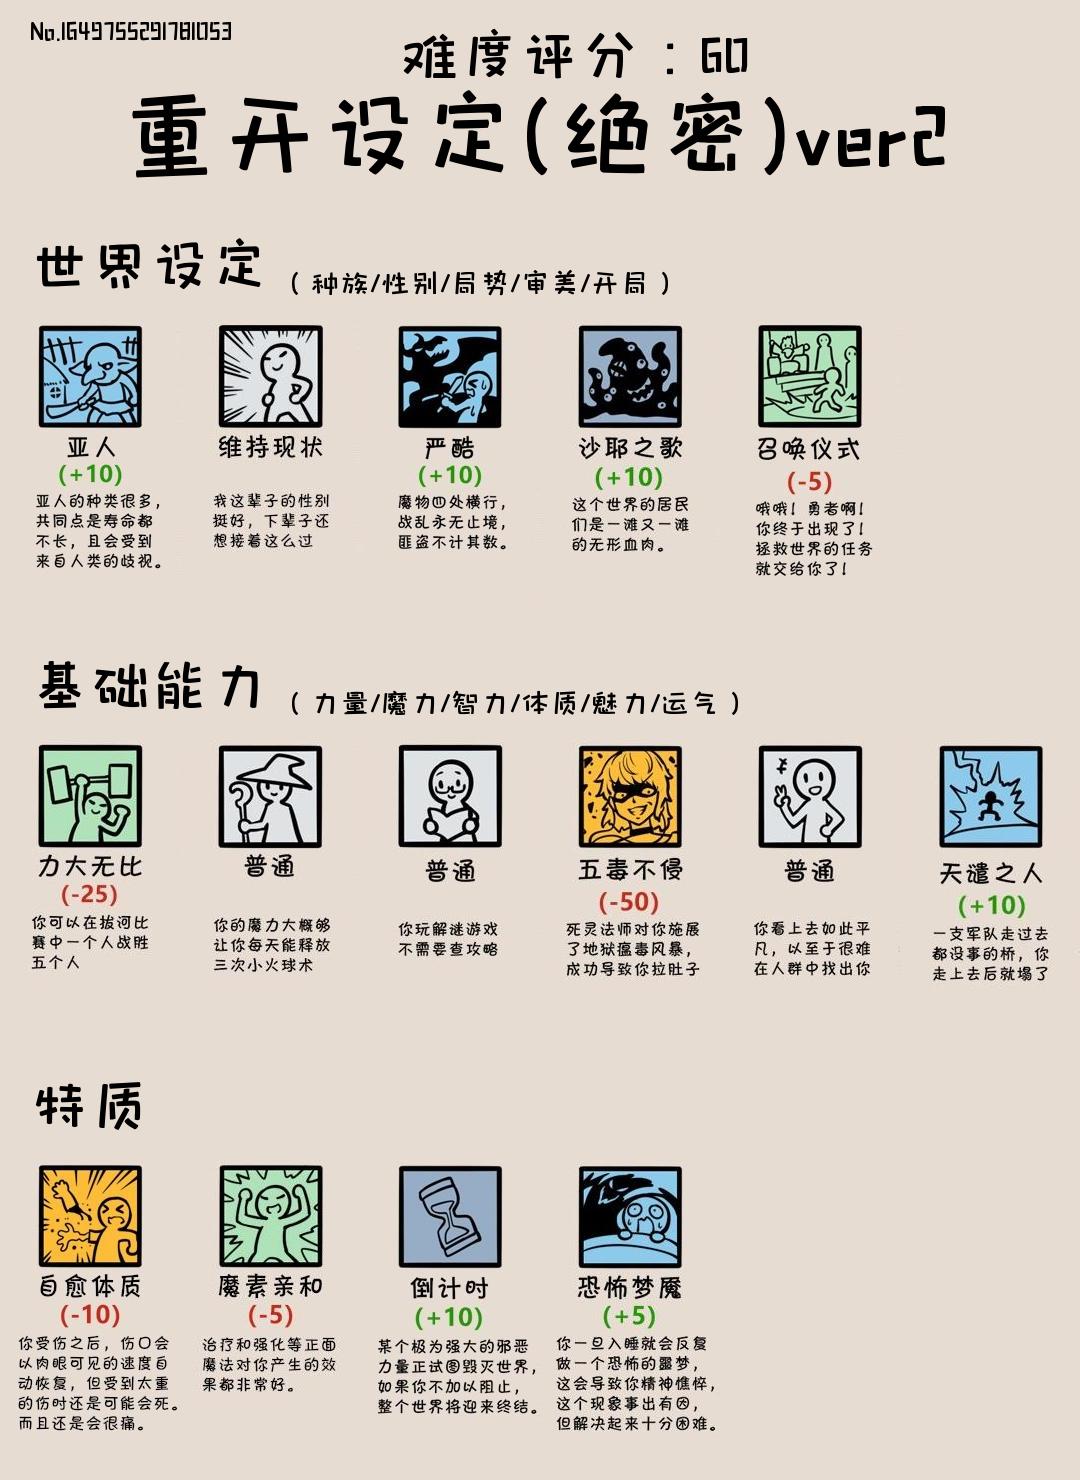 No.1649755291781053
难度评分：60
重开设定(绝密)ver2
世界设定（种族/性别/局势/审美/开局）
亚人
(+10)
亚人的种类很多，
共同点是寿命都
不长，且会受到
来自人类的歧视。
维持现状
我这辈子的性别
挺好，下辈子还
想接着这么过
严酷
(+10)
魔物四处横行，
战乱永无止境，
匪盗不计其数。
沙耶之歌
(+10)
这个世界的居民
们是一滩又一滩
的无形血肉。
召唤仪式
(-5)
哦哦！勇者啊！
你终于出现了！
拯救世界的任务
就交给你了！
基础能力（力量/魔力/智力/体质/魅力/运气）
力大无比
(-25)
你可以在拔河比
赛中一个人战胜
五个人
普通
你的魔力大概够
让你每天能释放
三次小火球术
普通
你玩解谜游戏
不需要查攻略
五毒不侵
(-50)
死灵法师对你施展
了地狱瘟毒风暴，
成功导致你拉肚子
普通
你看上去如此平
凡，以至于很难
在人群中找出你
天谴之人
(+10)
一支军队走过去
都没事的桥，你
走上去后就塌了
特质
自愈体质
(-10)
你受伤之后，伤口会
以肉眼可见的速度自
动恢复，但受到太重
的伤时还是可能会死。
而且还是会很痛。
魔素亲和
(-5)
治疗和强化等正面
魔法对你产生的效
果都非常好。
倒计时
(+10)
某个极为强大的邪恶
力量正试图毁灭世界，
如果你不加以阻止，
整个世界将迎来终结。
恐怖梦魇
(+5)
你一旦入睡就会反复
做一个恐怖的噩梦，
这会导致你精神憔悴，
这个现象事出有因，
但解决起来十分困难。